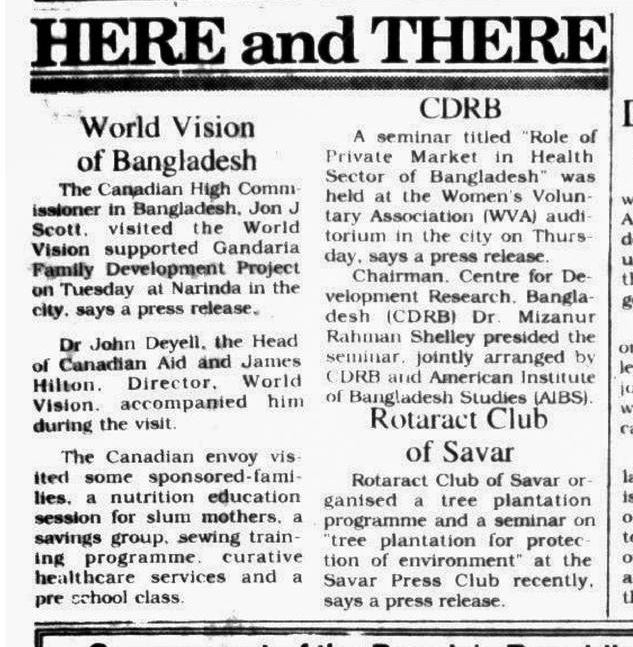 HERE and THERE
World Vision
of Bangladesh
The Canadian High Comm-
issioner in Bangladesh, Jon J
Scott, visited the World
Vision supported Gandaria
Family Development Project
on Tuesday at Narinda in the
city, says a press release.
Dr John Deyell, the Head
of Canadian Aid and James
Hilton, Director, World
Vision, accompanied him
during the visit.
The Canadian envoy vis-
ited some sponsored-fami-
lies, a nutrition education
session for slum mothers, a
savings group, sewing train-
ing programme, curative
healthcare services and a
pre school class.
CDRB
A seminar titled "Role of
Private Market in Health
Sector of Bangladesh" was
held at the Women's Volun-
tary Association (WVA) audi-
torium in the city on Thurs-
day, says a press release.
Chairman, Centre for De-
velopment Research, Bangla-
desh (CDRB) Dr. Mizanur
Rahman Shelley presided the
seminar, jointly arranged by
CDRB and American Institute
of Bangladesh Studies (AIBS).
Rotaract Club
of Savar
Rotaract Club of Savar or-
ganised a tree plantation
programme and a seminar on
"tree plantation for protec-
tion of environment" at the
Savar Press Club recently,
says a press release.